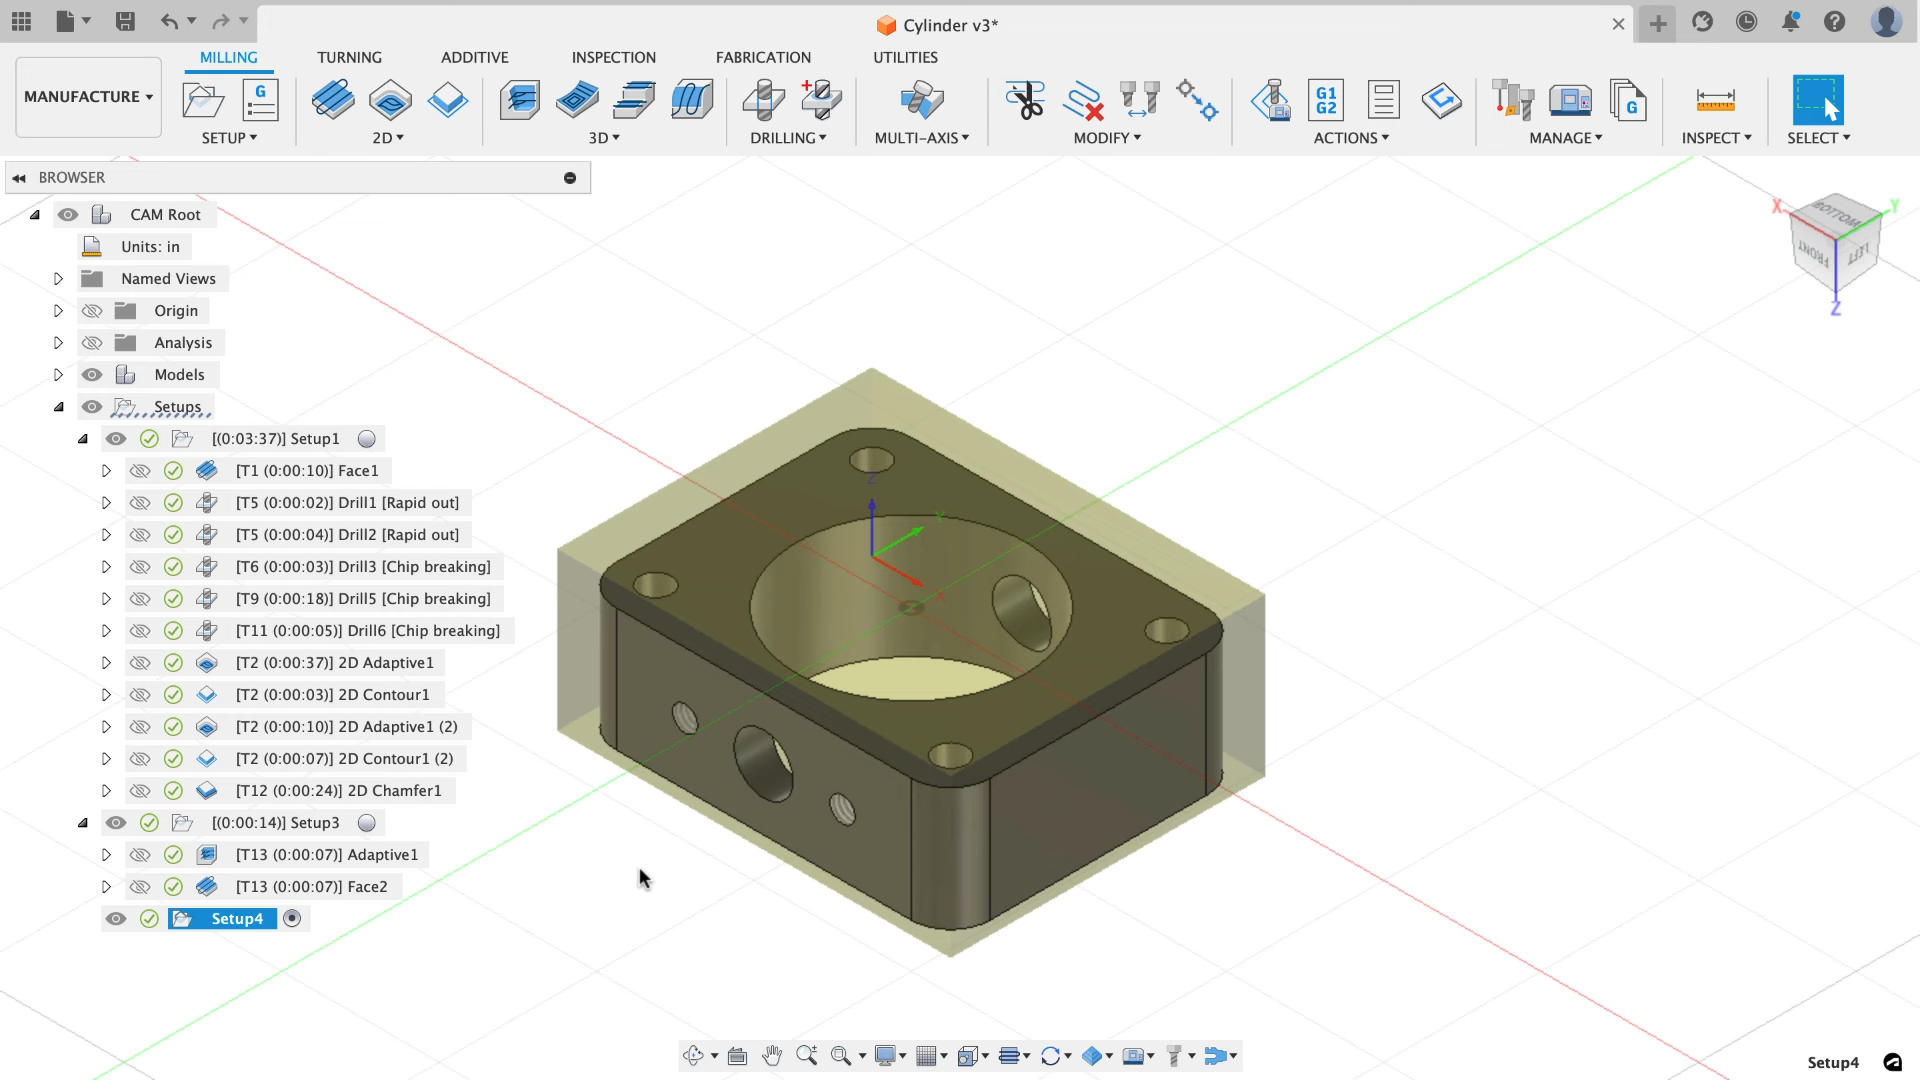 Cylinder v3*
MILLING TURNING ADDITIVE INSPECTION FABRICATION UTILITIES
MANUFACTURE
G
G1
G2
G
SETUP 2D 3D DRILLING MULTI-AXIS MODIFY ACTIONS MANAGE INSPECT SELECT
BROWSER
CAM Root
Units: in
Named Views
Origin
Analysis
Models
Setups
[(0:03:37)] Setup1
[T1 (0:00:10)] Face1
[T5 (0:00:02)] Drill1 [Rapid out]
[T5 (0:00:04)] Drill2 [Rapid out]
[T6 (0:00:03)] Drill3 [Chip breaking]
[T9 (0:00:18)] Drill5 [Chip breaking]
[T11 (0:00:05)] Drill6 [Chip breaking]
[T2 (0:00:37)] 2D Adaptive1
[T2 (0:00:03)] 2D Contour1
[T2 (0:00:10)] 2D Adaptive1 (2)
[T2 (0:00:07)] 2D Contour1 (2)
[T12 (0:00:24)] 2D Chamfer1
[(0:00:14)] Setup3
[T13 (0:00:07)] Adaptive1
[T13 (0:00:07)] Face2
Setup4
X
Y
BOTTOM
FRONT
LEFT
Z
Z
Y
X
Z
Setup4